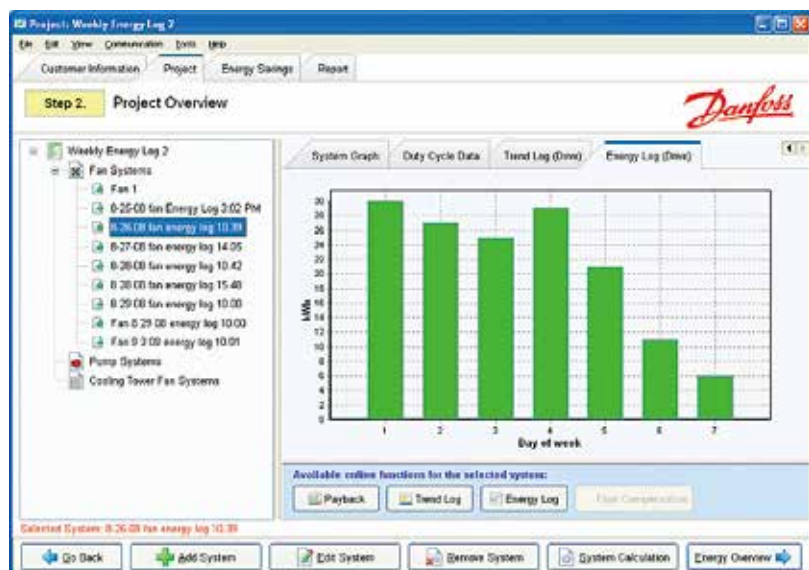 Project: Weekly Energy Log 2
File Edit View Communication Tools Help
Customer Information Project Energy Savings Report
Step 2. Project Overview
Danfoss
Weekly Energy Log 2
Fan Systems
Fan 1
8-25-08 fan Energy Log 3:02 PM
8-26-08 fan energy log 10.39
8-27-08 fan energy log 14.05
8-28-08 fan energy log 10.42
8 28 08 fan energy log 15.48
8 29 08 fan energy log 10.00
Fan 8 29 08 energy log 10:00
Fan 9 3 08 energy log 10:01
Pump Systems
Cooling Tower Fan Systems
System Graph Duty Cycle Data Trend Log (Drive) Energy Log (Drive)
30
28
26
24
22
20
18
16
14
12
10
8
6
4
2
0
kWh
1 2 3 4 5 6 7
Day of week
Available online functions for the selected system:
Payback Trend Log Energy Log Flow Compensation
Selected System: 8-26-08 fan energy log 10.39
Go Back Add System Edit System Remove System System Calculation Energy Overview